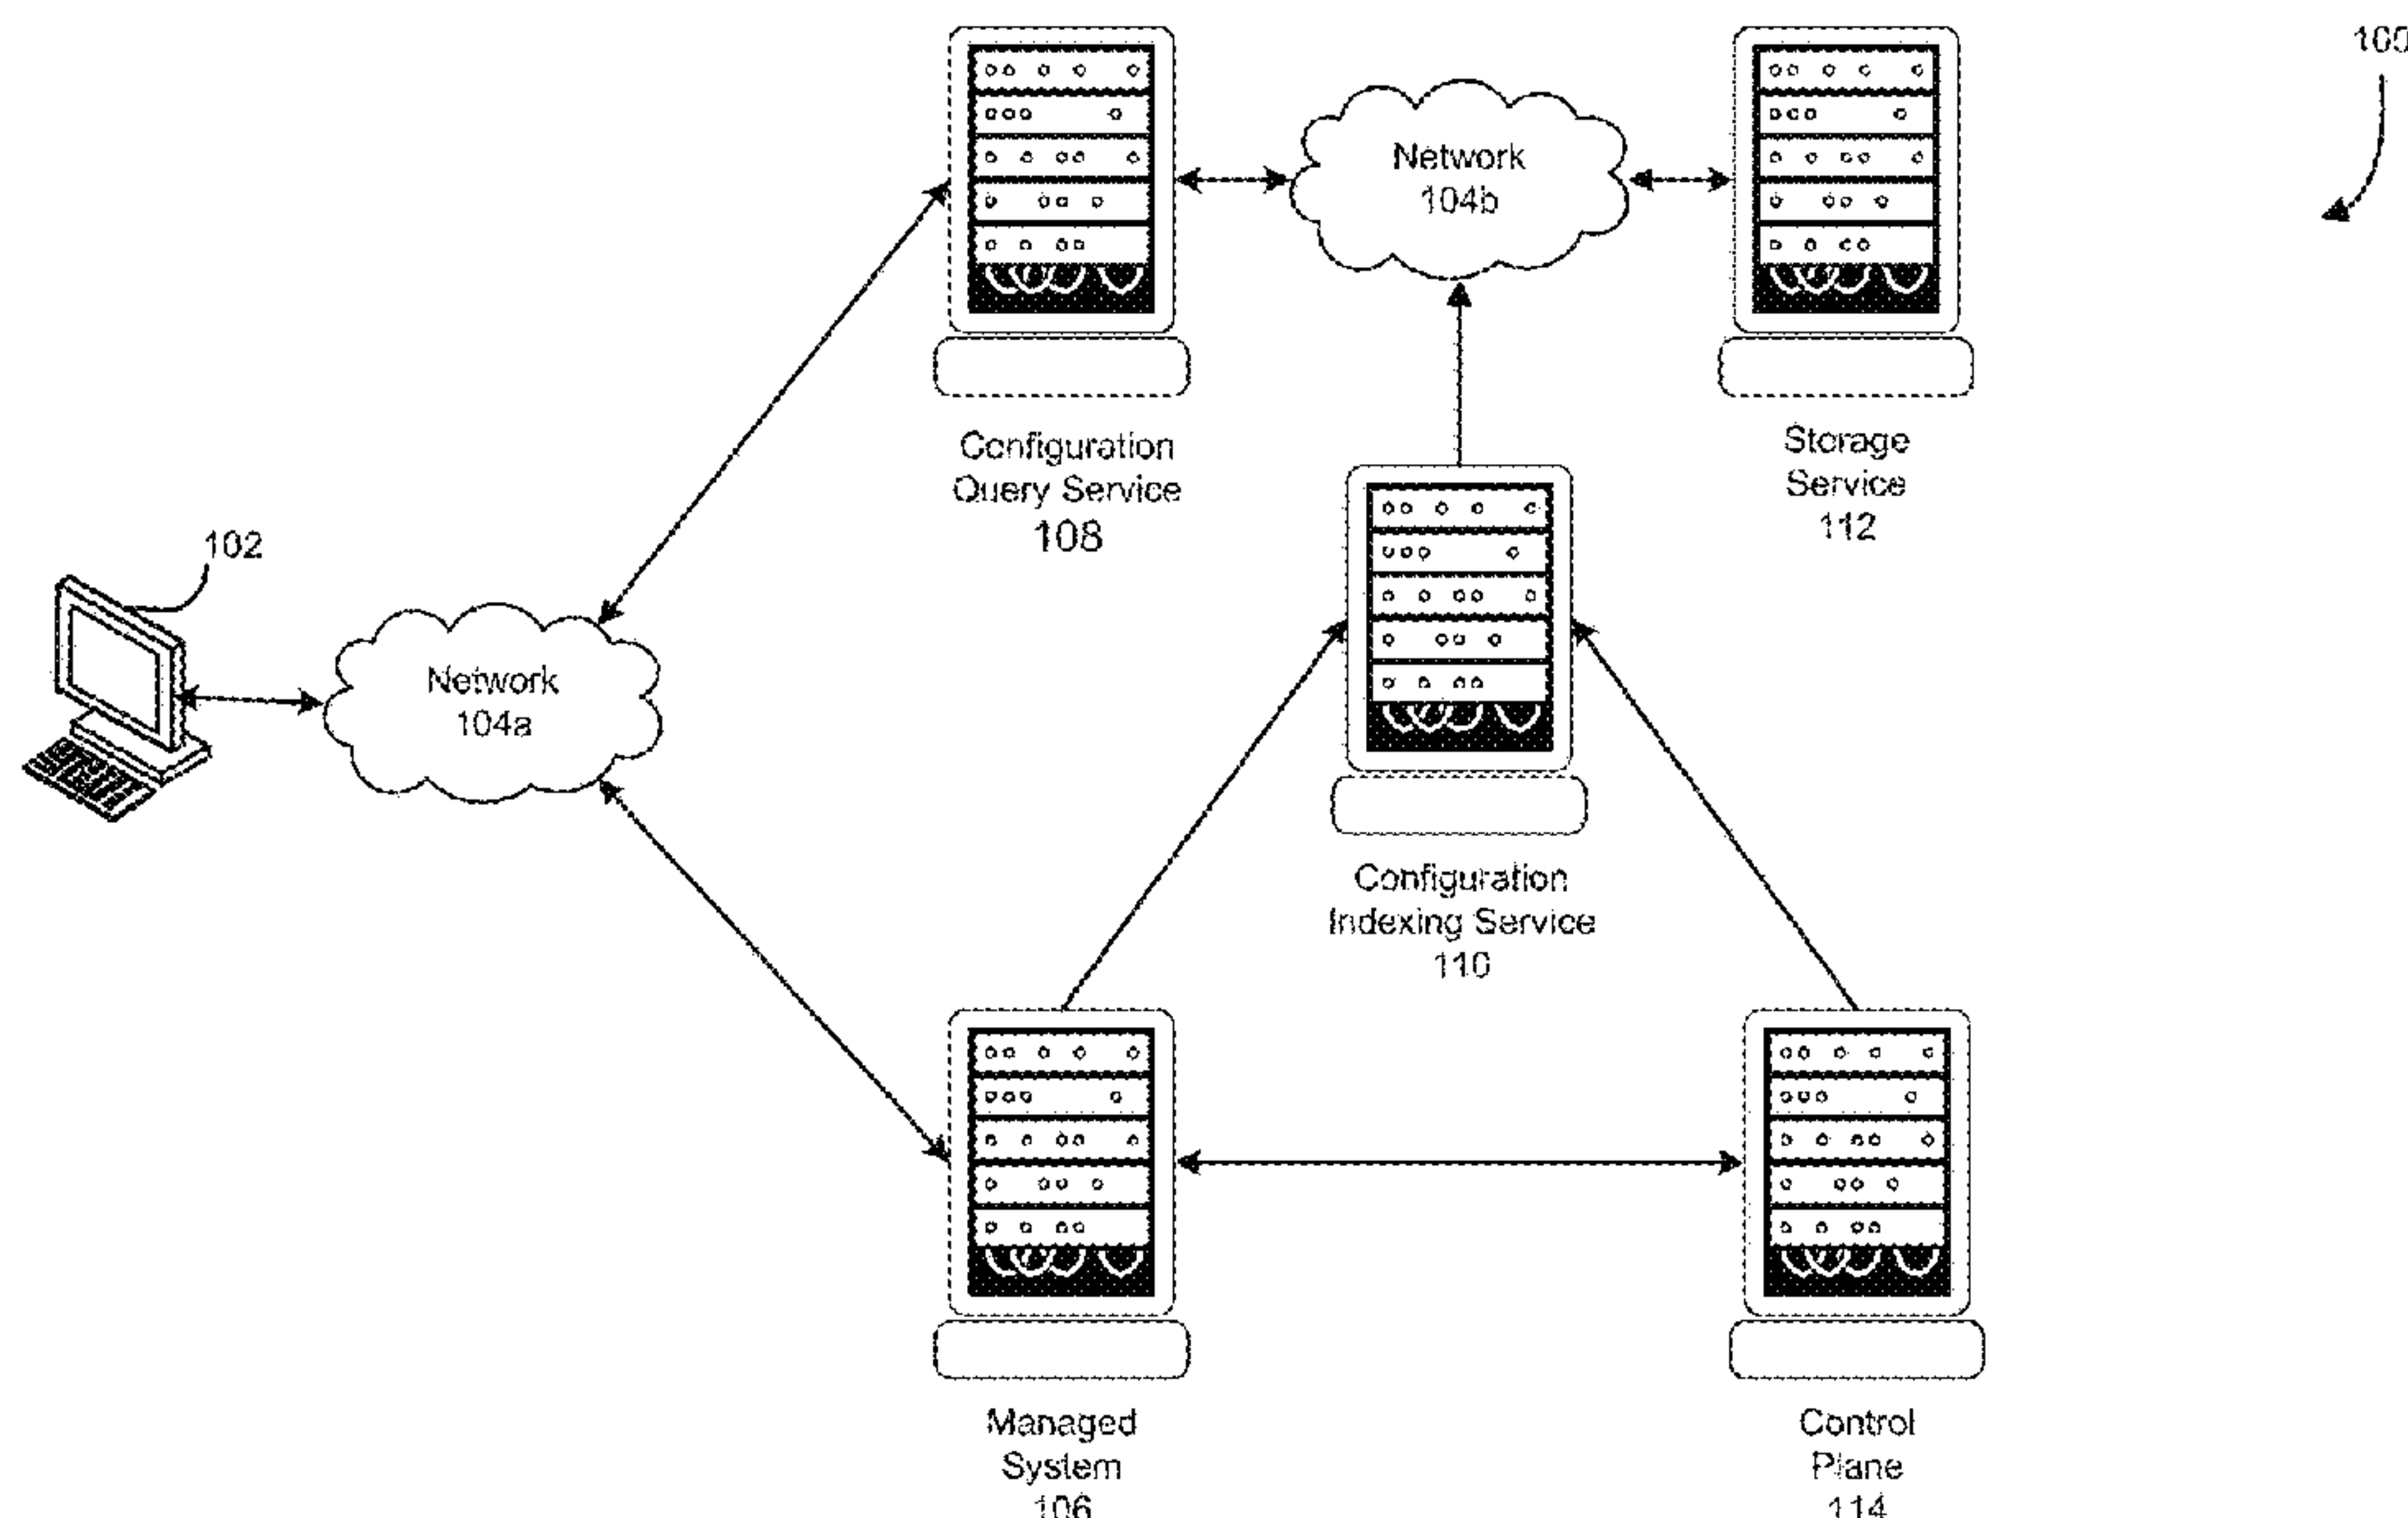 100
Network
104b
Configuration
Query Service
108
Storage
Service
112
102
Network
104a
Configuration
Indexing Service
110
Managed
System
106
Control
Plane
114